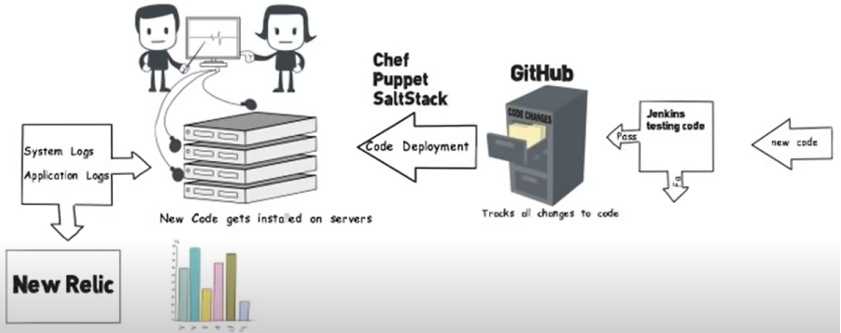 Chef
Puppet
SaltStack
GitHub
CODE CHANGES
Jenkins
testing code
Pass
new code
Code Deployment
System Logs
Application Logs
New Code gets installed on servers
Tracks all changes to code
New Relic